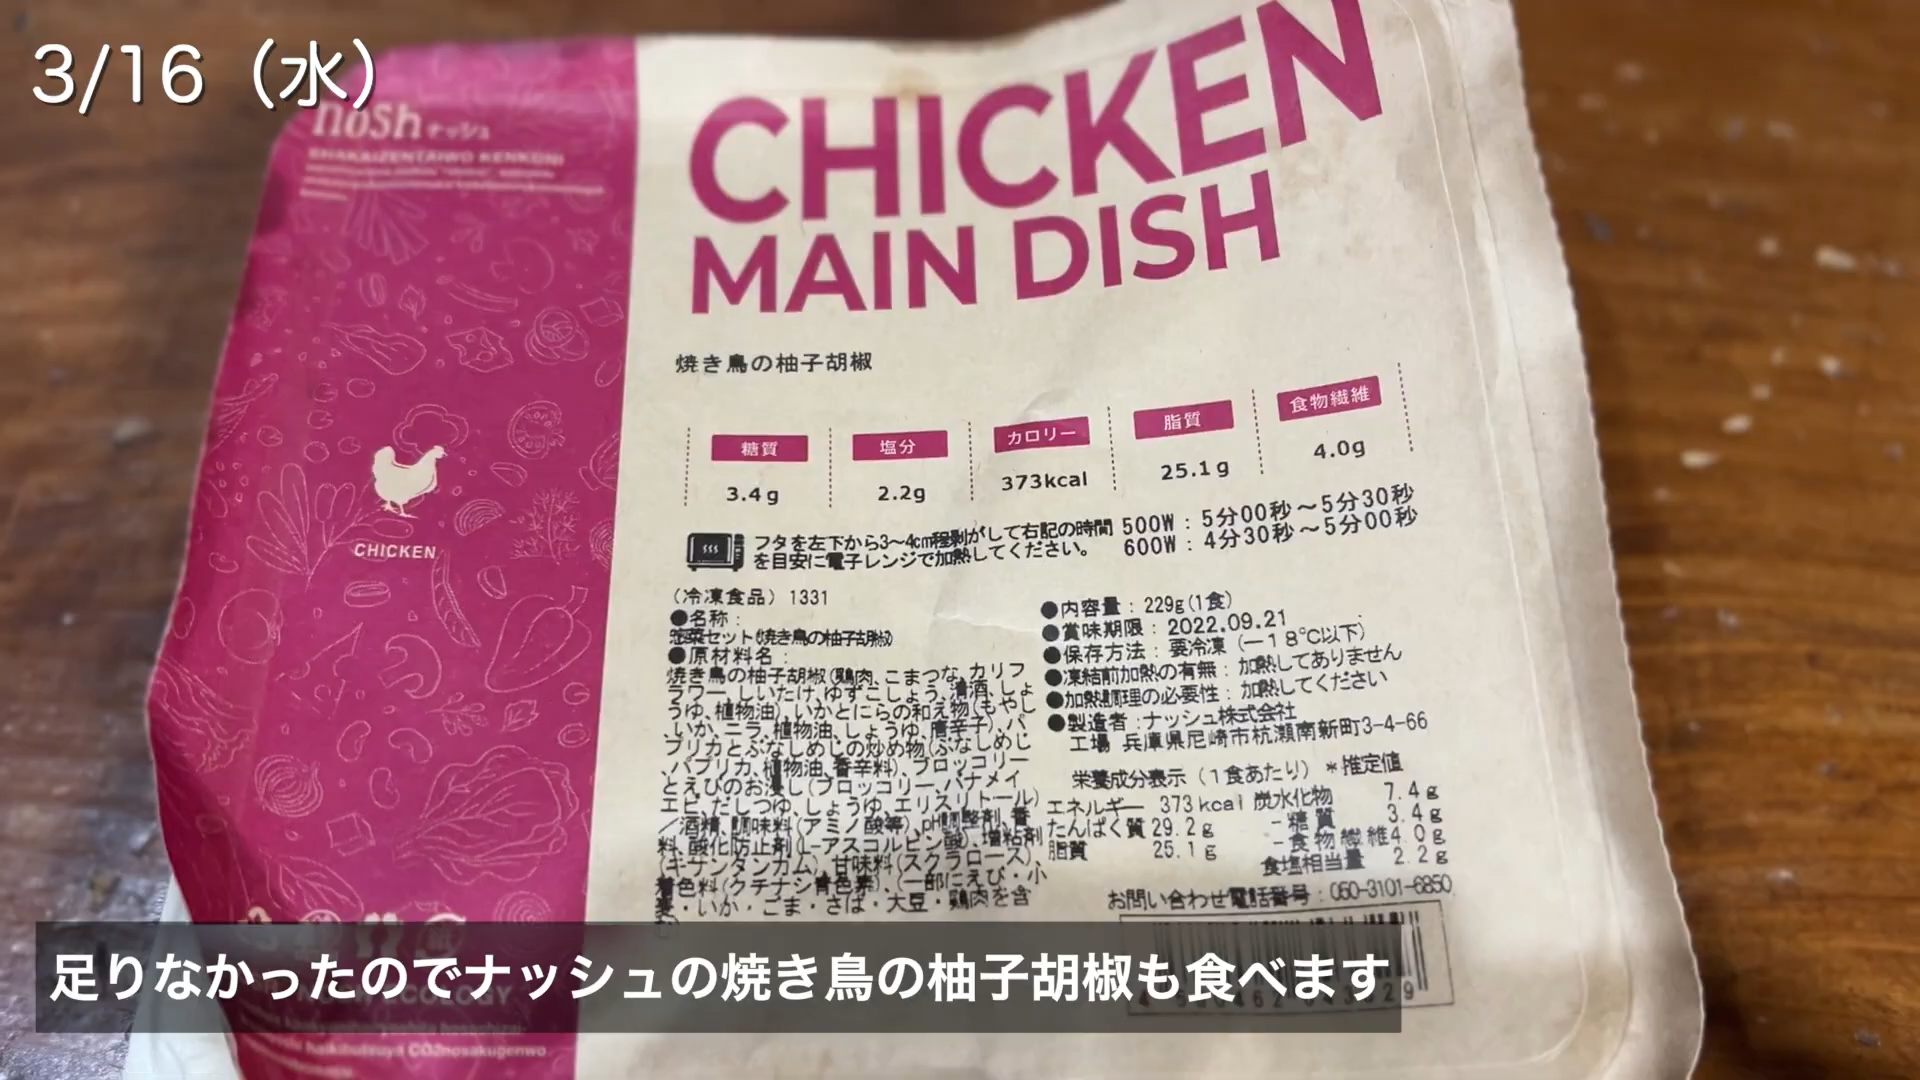 3/16（水）
nosh ナッシュ
SHAKAIZENTAIWO KENKONI
CHICKEN
MAIN DISH
焼き鳥の柚子胡椒
糖質 塩分 カロリー 脂質 食物繊維
3.4g 2.2g 373kcal 25.1g 4.0g
フタを左下から3〜4cm程剥がして右記の時間
を目安に電子レンジで加熱してください。
500W：5分00秒〜5分30秒
600W：4分30秒〜5分00秒
CHICKEN
（冷凍食品）1331
●名称：
惣菜セット(焼き鳥の柚子胡椒)
●原材料名：
焼き鳥の柚子胡椒(鶏肉、こまつな、カリフ
ラワー、しいたけ、ゆずこしょう、清酒、しょ
うゆ、植物油)、いかとにらの和え物(もやし
、いか、ニラ、植物油、しょうゆ、唐辛子)、パ
プリカとぶなしめじの炒め物(ぶなしめじ
、パプリカ、植物油、香辛料)、ブロッコリー
とえびのお浸し(ブロッコリー、バナメイ
エビ、だしつゆ、しょうゆ、エリスリトール)
／酒精、調味料(アミノ酸等)、pH調整剤、香
料、酸化防止剤(L-アスコルビン酸)、増粘剤
(キサンタンガム)、甘味料(スクラロース)、
着色料(クチナシ青色素)、(一部にえび・小
麦・いか・ごま・さば・大豆・鶏肉を含
●内容量：229g(1食)
●賞味期限：2022.09.21
●保存方法：要冷凍（－18℃以下）
●凍結前加熱の有無：加熱してありません
●加熱調理の必要性：加熱してください
●製造者：ナッシュ株式会社
工場 兵庫県尼崎市杭瀬南新町3-4-66
栄養成分表示（1食あたり）＊推定値
エネルギー 373kcal 炭水化物 7.4g
たんぱく質 29.2g -糖質 3.4g
脂質 25.1g -食物繊維 4.0g
食塩相当量 2.2g
お問い合わせ電話番号：050-3101-6850
足りなかったのでナッシュの焼き鳥の柚子胡椒も食べます